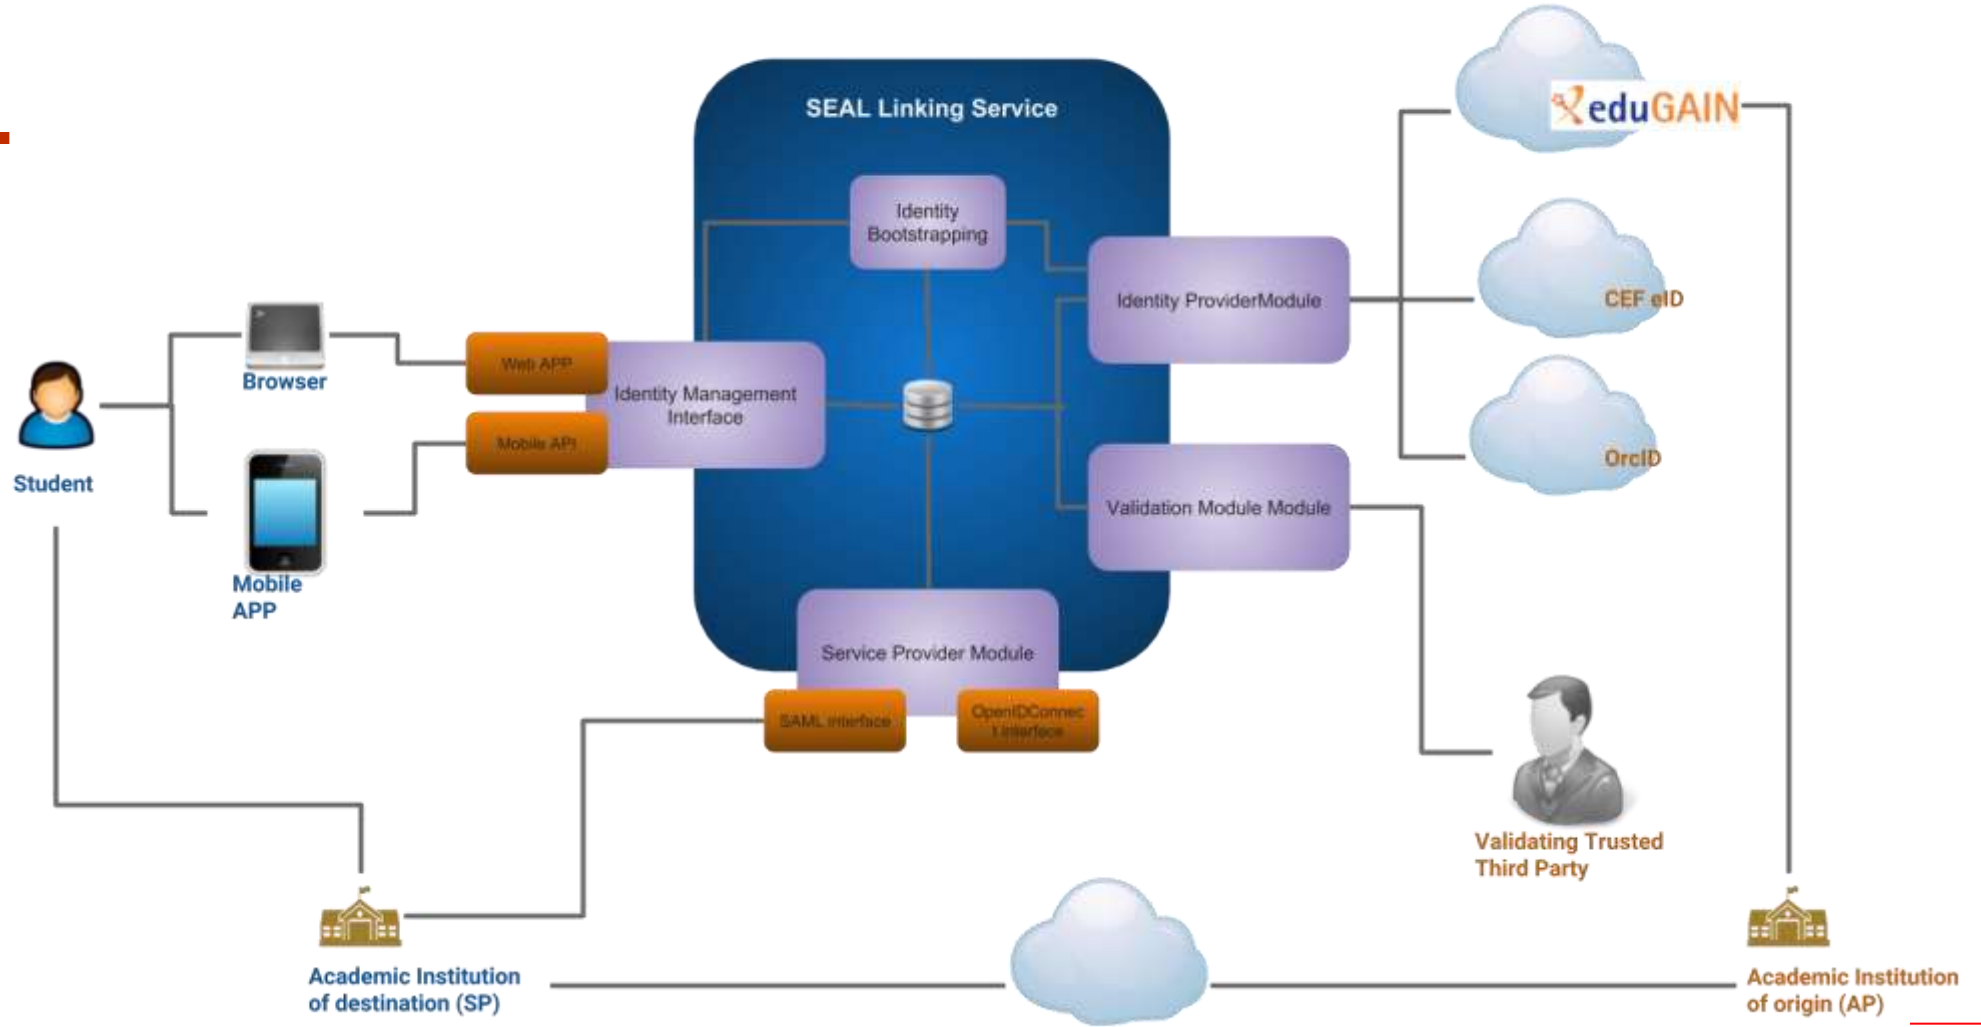 SEAL Linking Service
eduGAIN
Identity
Bootstrapping
Identity ProviderModule
CEF eID
Browser
Web APP
Identity Management
Interface
Mobile API
OrcID
Student
Validation Module Module
Mobile
APP
Service Provider Module
SAML interface
OpenIDConnec
t interface
Validating Trusted
Third Party
Academic Institution
of destination (SP)
Academic Institution
of origin (AP)